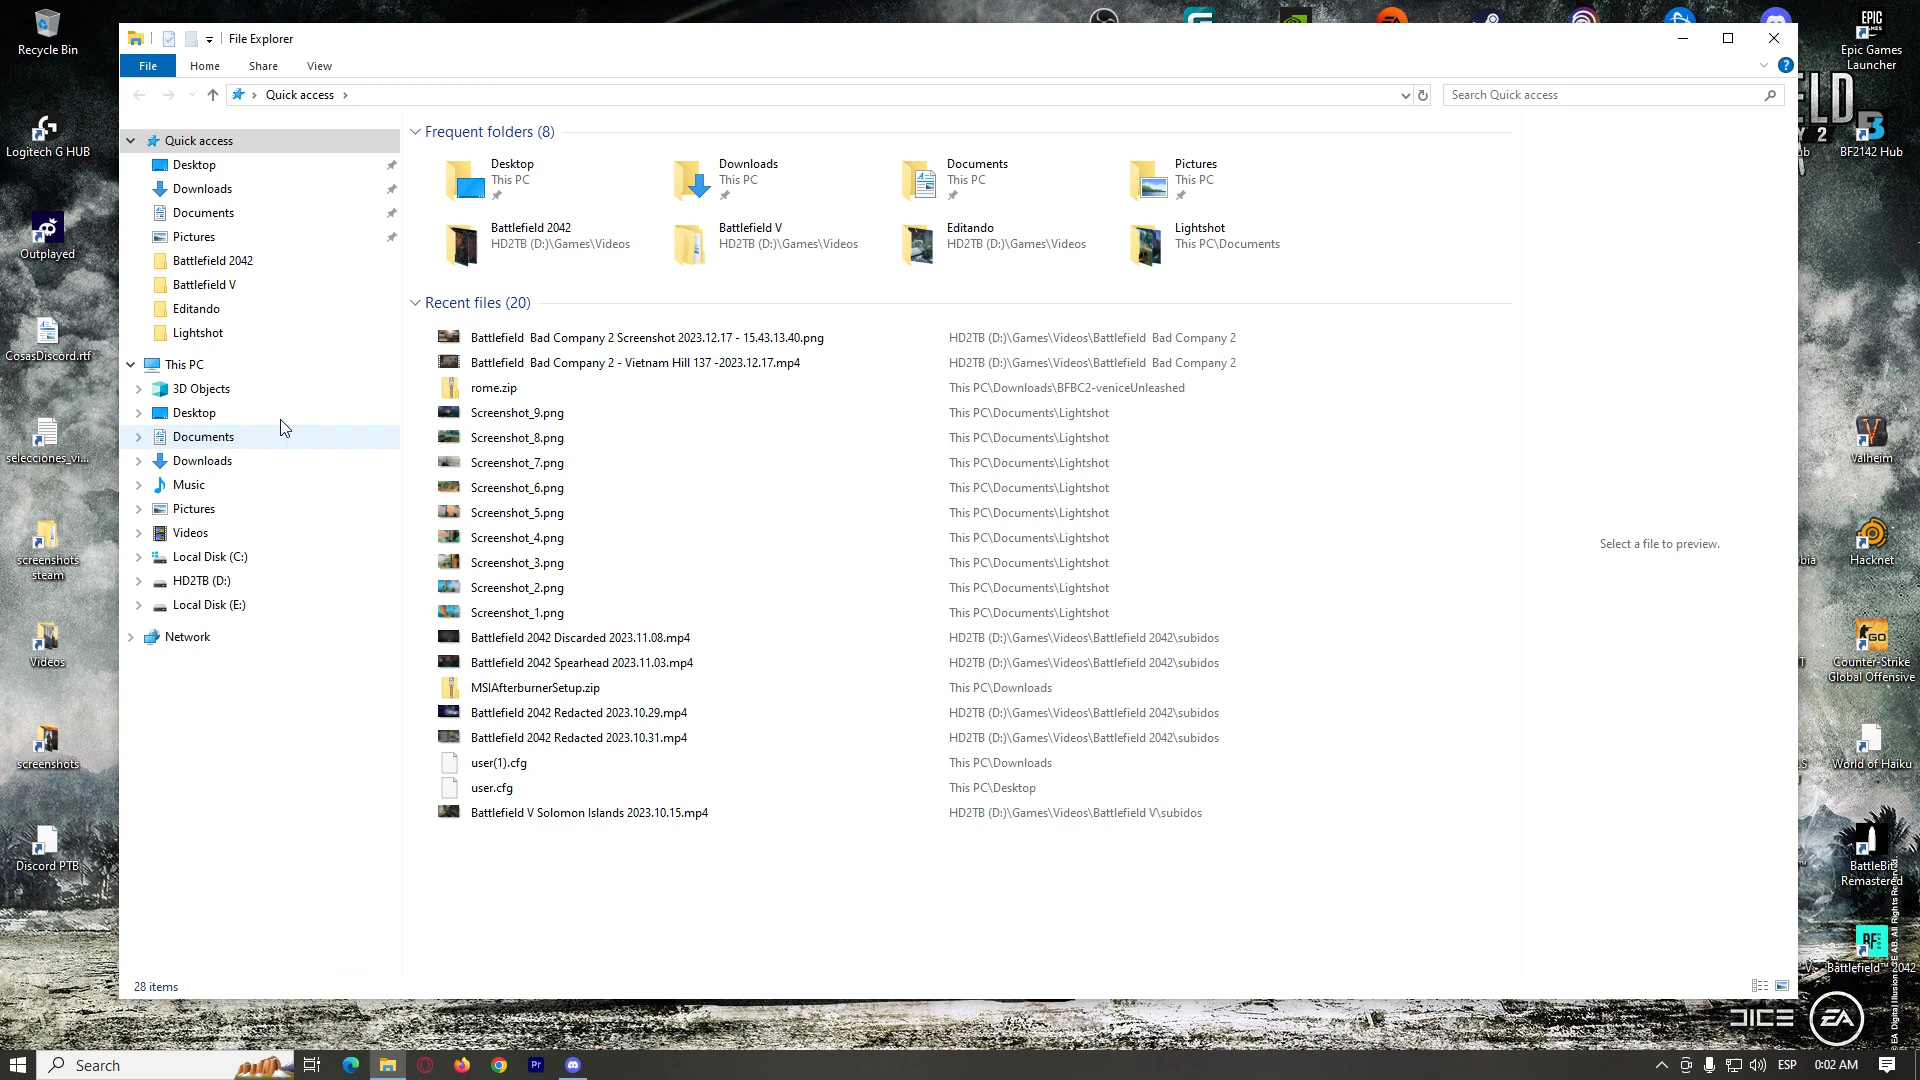 Recycle Bin
Logitech G HUB
Outplayed
CosasDiscord.rtf
selecciones_vi...
screenshots
steam
Videos
screenshots
Discord PTB
File Explorer
File
Home
Share
View
Quick access
Search Quick access
Quick access
Desktop
Downloads
Documents
Pictures
Battlefield 2042
Battlefield V
Editando
Lightshot
This PC
3D Objects
Desktop
Documents
Downloads
Music
Pictures
Videos
Local Disk (C:)
HD2TB (D:)
Local Disk (E:)
Network
Frequent folders (8)
Desktop
This PC
Downloads
This PC
Documents
This PC
Pictures
This PC
Battlefield 2042
HD2TB (D:)\Games\Videos
Battlefield V
HD2TB (D:)\Games\Videos
Editando
HD2TB (D:)\Games\Videos
Lightshot
This PC\Documents
Recent files (20)
Battlefield  Bad Company 2 Screenshot 2023.12.17 - 15.43.13.40.png HD2TB (D:)\Games\Videos\Battlefield  Bad Company 2
Battlefield  Bad Company 2 - Vietnam Hill 137 -2023.12.17.mp4 HD2TB (D:)\Games\Videos\Battlefield  Bad Company 2
rome.zip This PC\Downloads\BFBC2-veniceUnleashed
Screenshot_9.png This PC\Documents\Lightshot
Screenshot_8.png This PC\Documents\Lightshot
Screenshot_7.png This PC\Documents\Lightshot
Screenshot_6.png This PC\Documents\Lightshot
Screenshot_5.png This PC\Documents\Lightshot
Screenshot_4.png This PC\Documents\Lightshot
Screenshot_3.png This PC\Documents\Lightshot
Screenshot_2.png This PC\Documents\Lightshot
Screenshot_1.png This PC\Documents\Lightshot
Battlefield 2042 Discarded 2023.11.08.mp4 HD2TB (D:)\Games\Videos\Battlefield 2042\subidos
Battlefield 2042 Spearhead 2023.11.03.mp4 HD2TB (D:)\Games\Videos\Battlefield 2042\subidos
MSIAfterburnerSetup.zip This PC\Downloads
Battlefield 2042 Redacted 2023.10.29.mp4 HD2TB (D:)\Games\Videos\Battlefield 2042\subidos
Battlefield 2042 Redacted 2023.10.31.mp4 HD2TB (D:)\Games\Videos\Battlefield 2042\subidos
user(1).cfg This PC\Downloads
user.cfg This PC\Desktop
Battlefield V Solomon Islands 2023.10.15.mp4 HD2TB (D:)\Games\Videos\Battlefield V\subidos
Select a file to preview.
28 items
EPIC
GAMES
Epic Games
Launcher
BF2142 Hub
Valheim
Hacknet
GO
Counter-Strike
Global Offensive
World of Haiku
BattleBit
Remastered
Battlefield™ 2042
DICE
EA
Search
Pr
ESP
0:02 AM